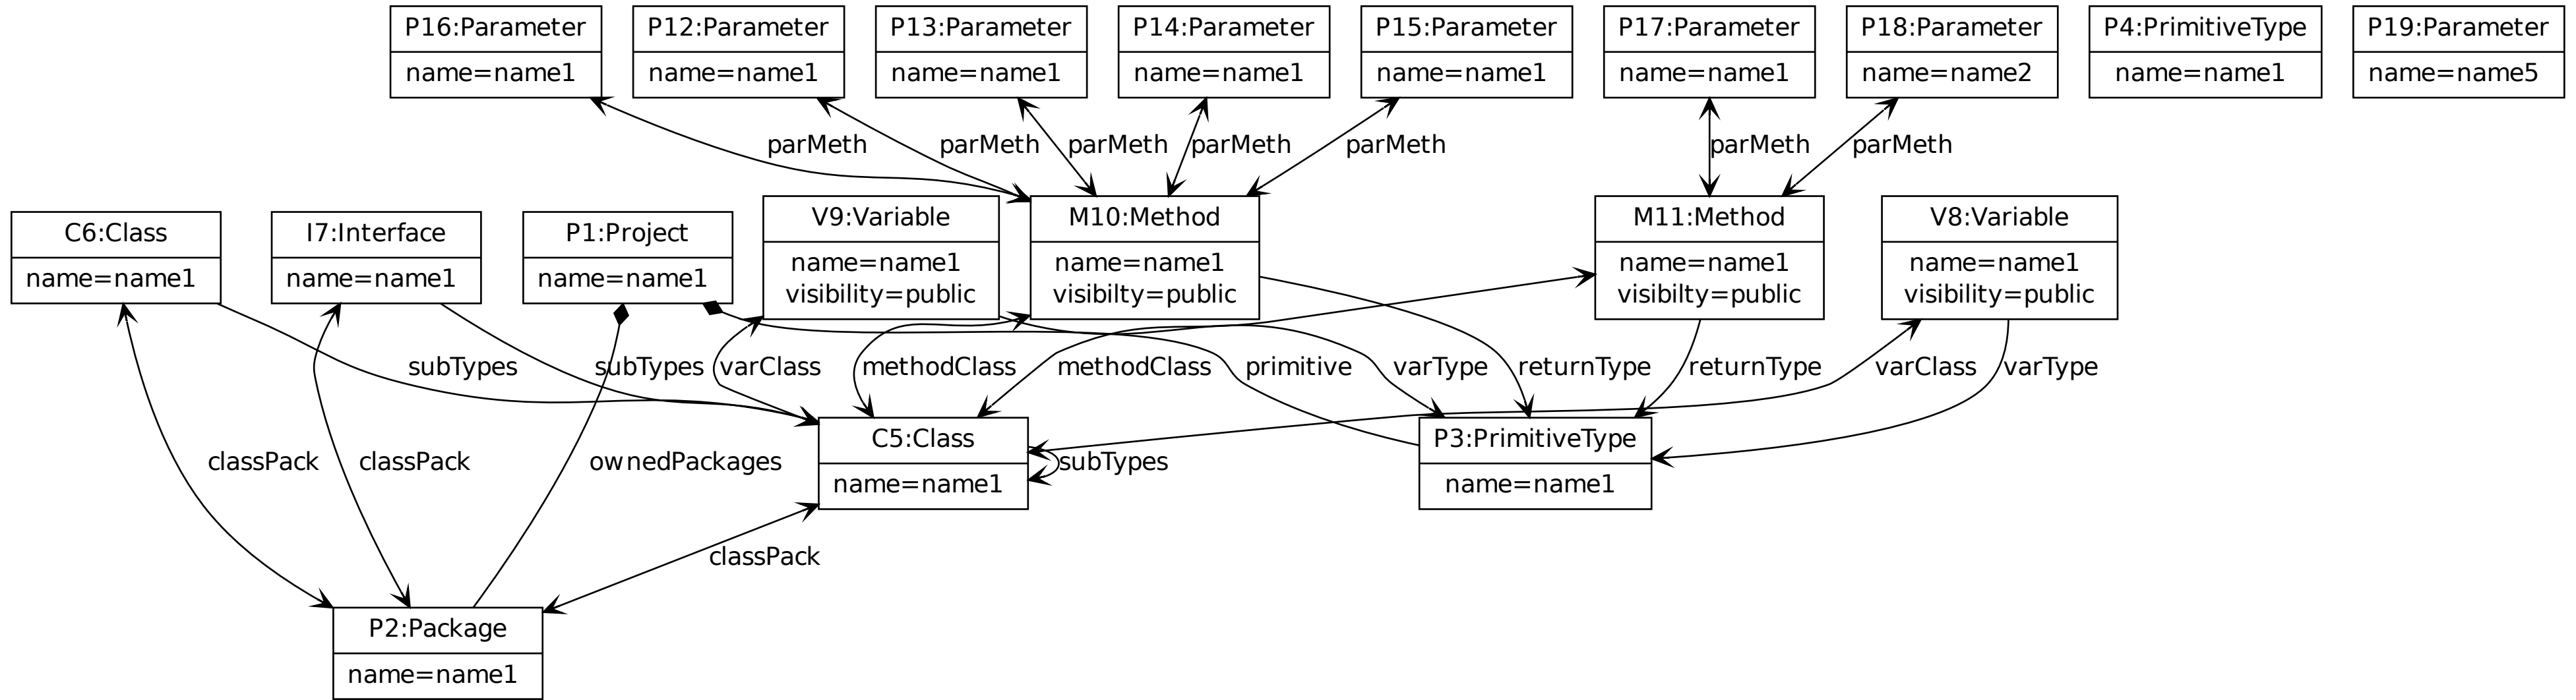 P16:Parameter
name=name1
P12:Parameter
name=name1
P13:Parameter
name=name1
P14:Parameter
name=name1
P15:Parameter
name=name1
P17:Parameter
name=name1
P18:Parameter
name=name2
P4:PrimitiveType
name=name1
P19:Parameter
name=name5
parMeth
parMeth
parMeth
parMeth
parMeth
parMeth
parMeth
C6:Class
name=name1
I7:Interface
name=name1
P1:Project
name=name1
V9:Variable
name=name1
visibility=public
M10:Method
name=name1
visibilty=public
M11:Method
name=name1
visibilty=public
V8:Variable
name=name1
visibility=public
subTypes
subTypes
varClass
methodClass
methodClass
primitive
varType
returnType
returnType
varClass
varType
classPack
classPack
ownedPackages
C5:Class
name=name1
subTypes
P3:PrimitiveType
name=name1
classPack
P2:Package
name=name1